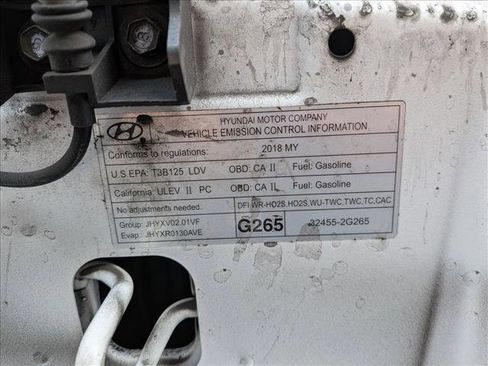 HYUNDAI MOTOR COMPANY
VEHICLE EMISSION CONTROL INFORMATION
Conforms to regulations: 2018 MY
U.S.EPA: T3B125 LDV OBD: CA II Fuel: Gasoline
California: ULEV II PC OBD: CA II Fuel: Gasoline
No adjustments needed. DFI,WR-HO2S,HO2S,WU-TWC,TWC,TC,CAC
Group: JHYXV02.01VF
Evap: JHYXR0130AVE
G265 32455-2G265